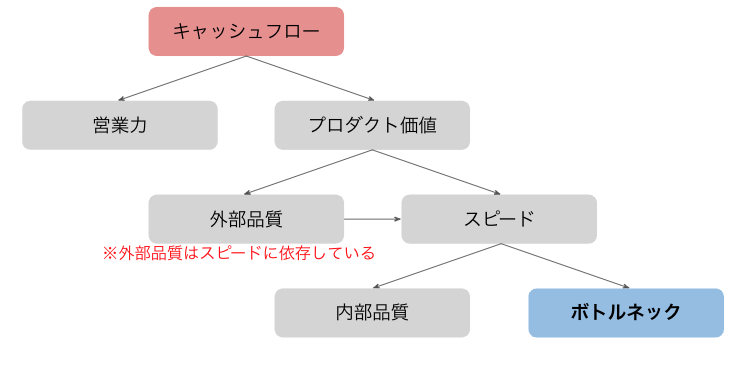 キャッシュフロー
営業力
プロダクト価値
外部品質
スピード
※外部品質はスピードに依存している
内部品質
ボトルネック